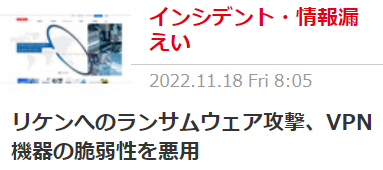 インシデント・情報漏
えい
2022.11.18 Fri 8:05
リケンへのランサムウェア攻撃、VPN
機器の脆弱性を悪用